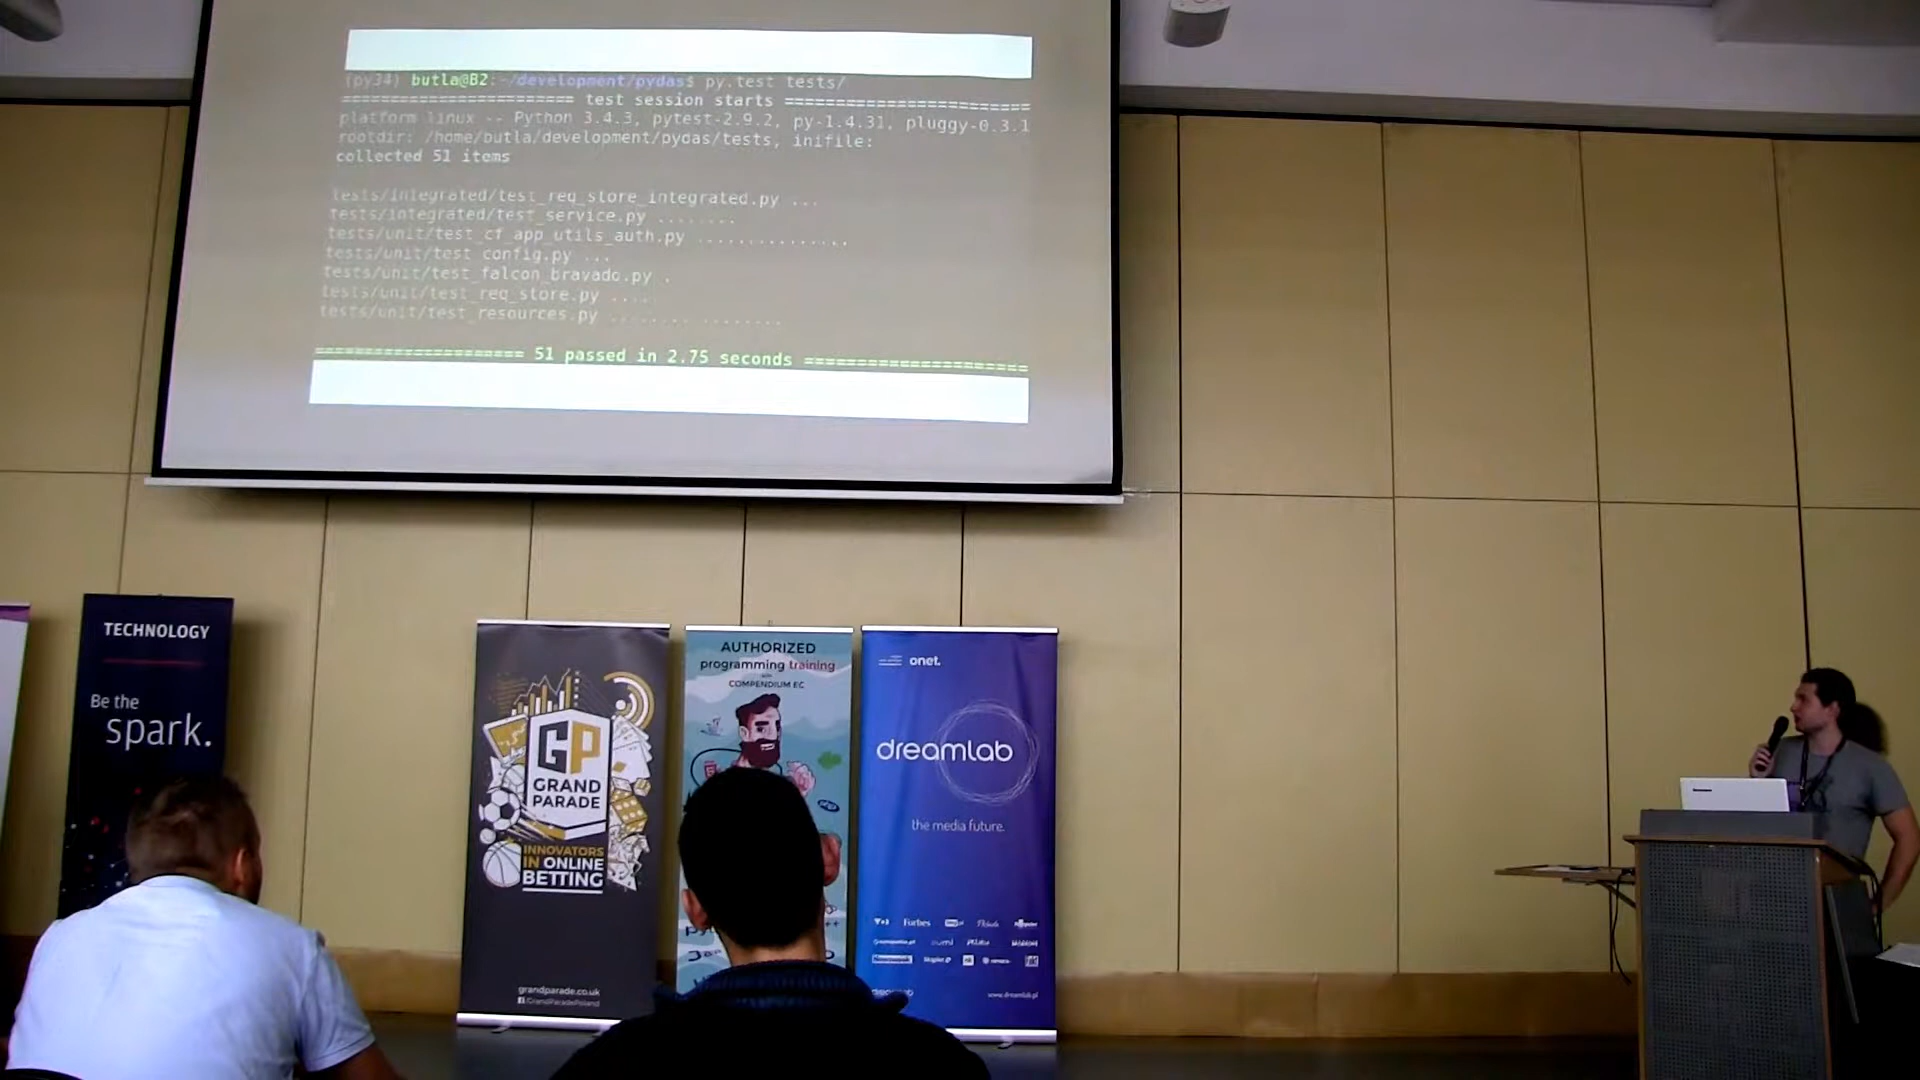 (py34) butla@B2:~/development/pydas$ py.test tests/
======================= test session starts ========================
platform linux -- Python 3.4.3, pytest-2.9.2, py-1.4.31, pluggy-0.3.1
rootdir: /home/butla/development/pydas/tests, inifile:
collected 51 items
tests/integrated/test_req_store_integrated.py ...
tests/integrated/test_service.py ........
tests/unit/test_cf_app_utils_auth.py ...............
tests/unit/test_config.py ...
tests/unit/test_falcon_bravado.py .
tests/unit/test_req_store.py ....
tests/unit/test_resources.py .................
===================== 51 passed in 2.75 seconds ======================
TECHNOLOGY
Be the
spark.
GP
GRAND
PARADE
INNOVATORS
IN ONLINE
BETTING
grandparade.co.uk
/GrandParadePoland
AUTHORIZED
programming training
with
COMPENDIUM EC
php
onet.
dreamlab
the media future.
Forbes
www.dreamlab.pl